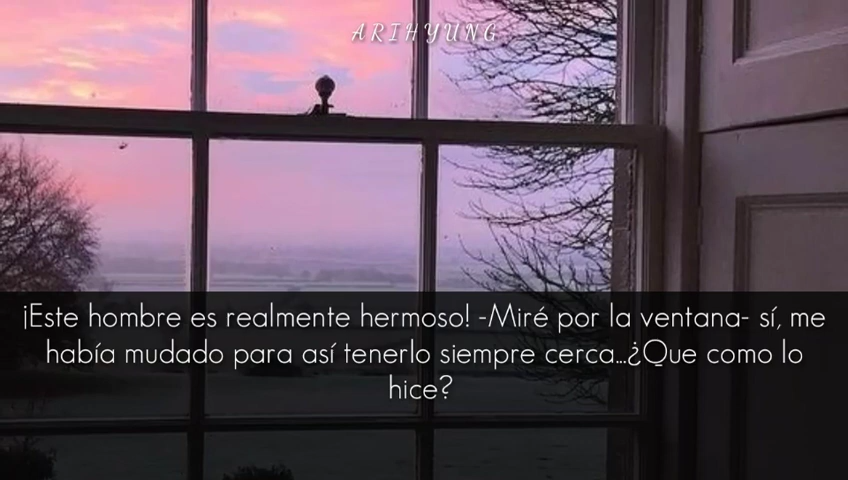 ARIHYUNG
¡Este hombre es realmente hermoso! -Miré por la ventana- sí, me
había mudado para así tenerlo siempre cerca...¿Que como lo
hice?